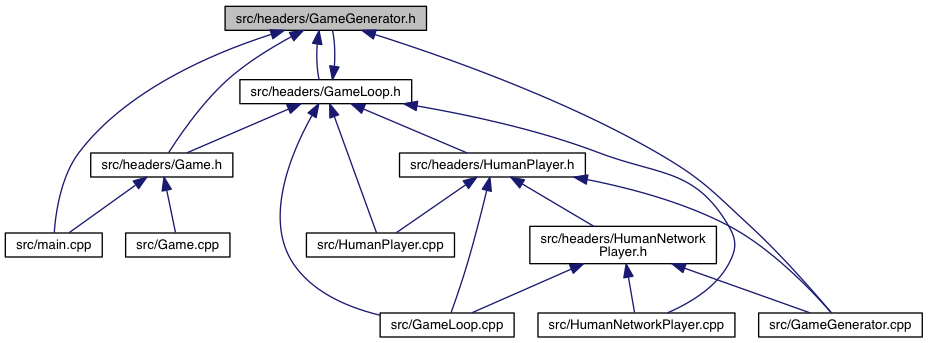 src/headers/GameGenerator.h
src/headers/GameLoop.h
src/headers/Game.h
src/headers/HumanPlayer.h
src/main.cpp
src/Game.cpp
src/HumanPlayer.cpp
src/headers/HumanNetwork
Player.h
src/GameLoop.cpp
src/HumanNetworkPlayer.cpp
src/GameGenerator.cpp